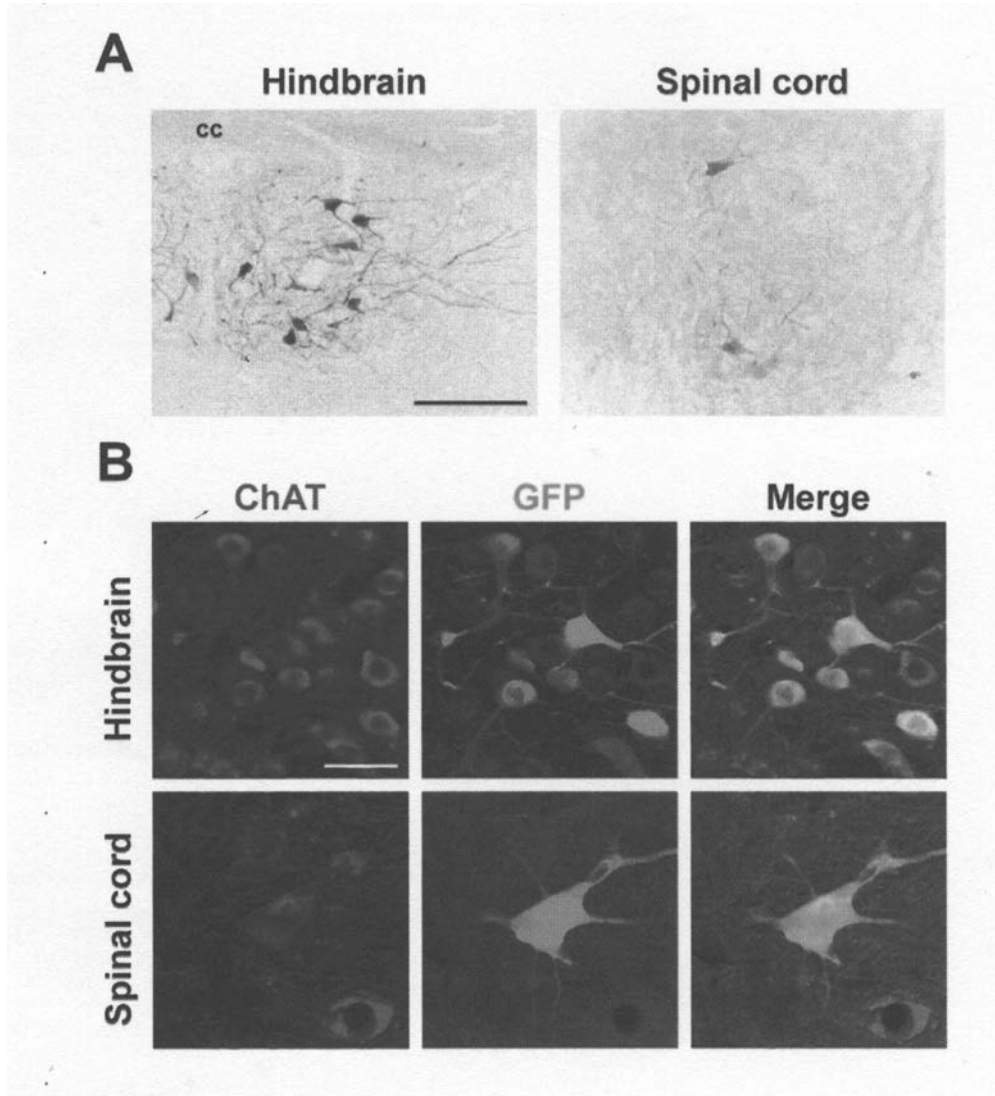 A
Hindbrain Spinal cord
cc
B
ChAT GFP Merge
Hindbrain
Spinal cord